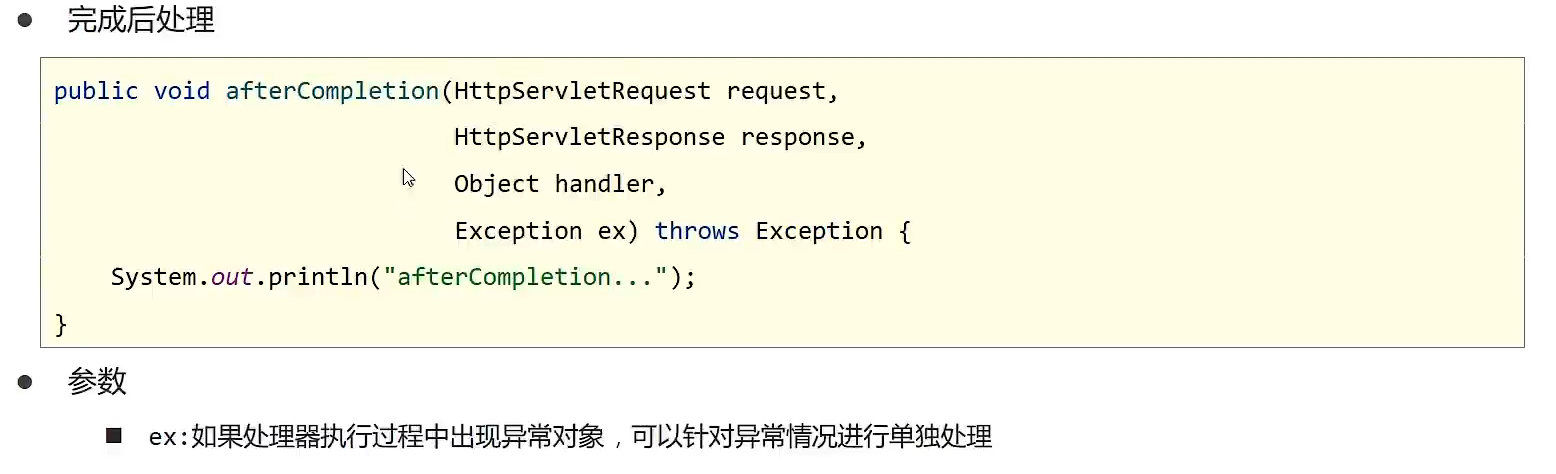 完成后处理
public void afterCompletion(HttpServletRequest request,
HttpServletResponse response,
Object handler,
Exception ex) throws Exception {
System.out.println("afterCompletion...");
}
参数
ex:如果处理器执行过程中出现异常对象，可以针对异常情况进行单独处理